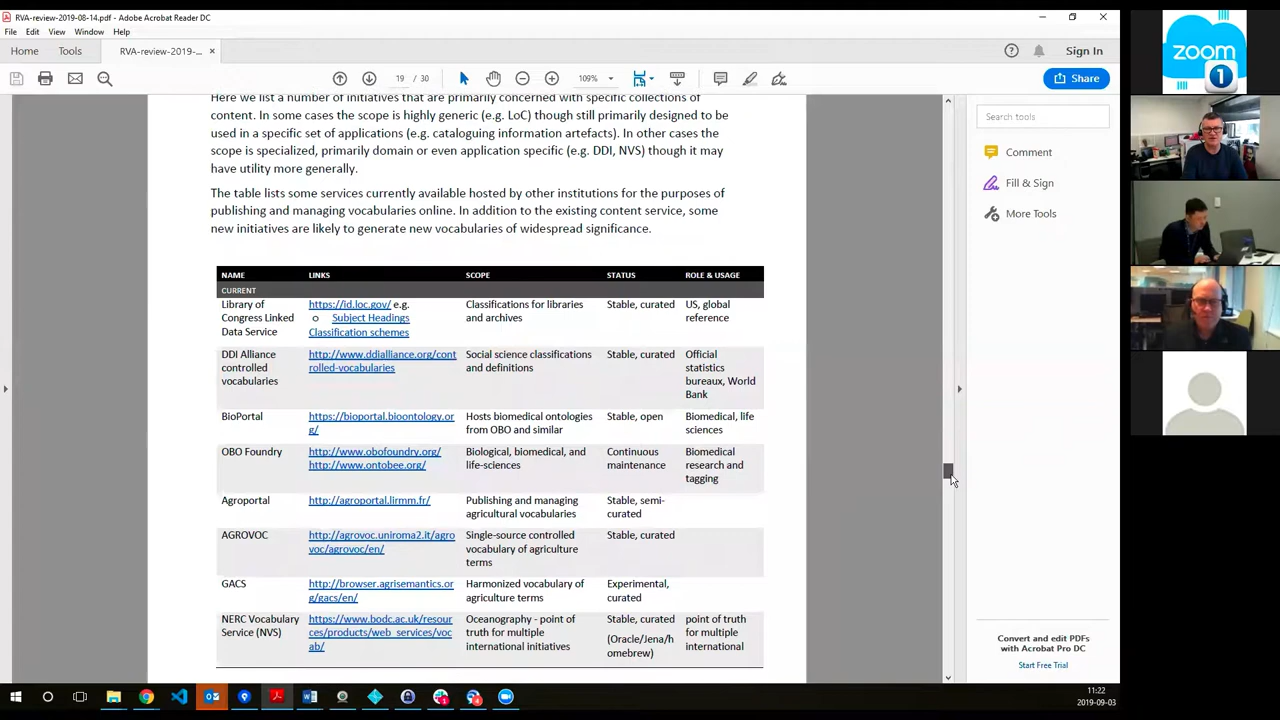 RVA-review-2019-08-14.pdf - Adobe Acrobat Reader DC
File Edit View Window Help
Home Tools RVA-review-2019-... × Sign In
19 / 30 109% Share
Here we list a number of initiatives that are primarily concerned with specific collections of
content. In some cases the scope is highly generic (e.g. LoC) though still primarily designed to be
used in a specific set of applications (e.g. cataloguing information artefacts). In other cases the
scope is specialized, primarily domain or even application specific (e.g. DDI, NVS) though it may
have utility more generally.
The table lists some services currently available hosted by other institutions for the purposes of
publishing and managing vocabularies online. In addition to the existing content service, some
new initiatives are likely to generate new vocabularies of widespread significance.
NAME LINKS SCOPE STATUS ROLE & USAGE
CURRENT
Library of https://id.loc.gov/ e.g. Classifications for libraries Stable, curated US, global
Congress Linked o Subject Headings and archives reference
Data Service Classification schemes
DDI Alliance http://www.ddialliance.org/cont Social science classifications Stable, curated Official
controlled rolled-vocabularies and definitions statistics
vocabularies bureaux, World
Bank
BioPortal https://bioportal.bioontology.or Hosts biomedical ontologies Stable, open Biomedical, life
g/ from OBO and similar sciences
OBO Foundry http://www.obofoundry.org/ Biological, biomedical, and Continuous Biomedical
http://www.ontobee.org/ life-sciences maintenance research and
tagging
Agroportal http://agroportal.lirmm.fr/ Publishing and managing Stable, semi-
agricultural vocabularies curated
AGROVOC http://agrovoc.uniroma2.it/agro Single-source controlled Stable, curated
voc/agrovoc/en/ vocabulary of agriculture
terms
GACS http://browser.agrisemantics.or Harmonized vocabulary of Experimental,
g/gacs/en/ agriculture terms curated
NERC Vocabulary https://www.bodc.ac.uk/resour Oceanography - point of Stable, curated point of truth
Service (NVS) ces/products/web_services/voc truth for multiple (Oracle/Jena/h for multiple
ab/ international initiatives omebrew) international
Search tools
Comment
Fill & Sign
More Tools
Convert and edit PDFs
with Acrobat Pro DC
Start Free Trial
zoom
1
11:22
2019-09-03